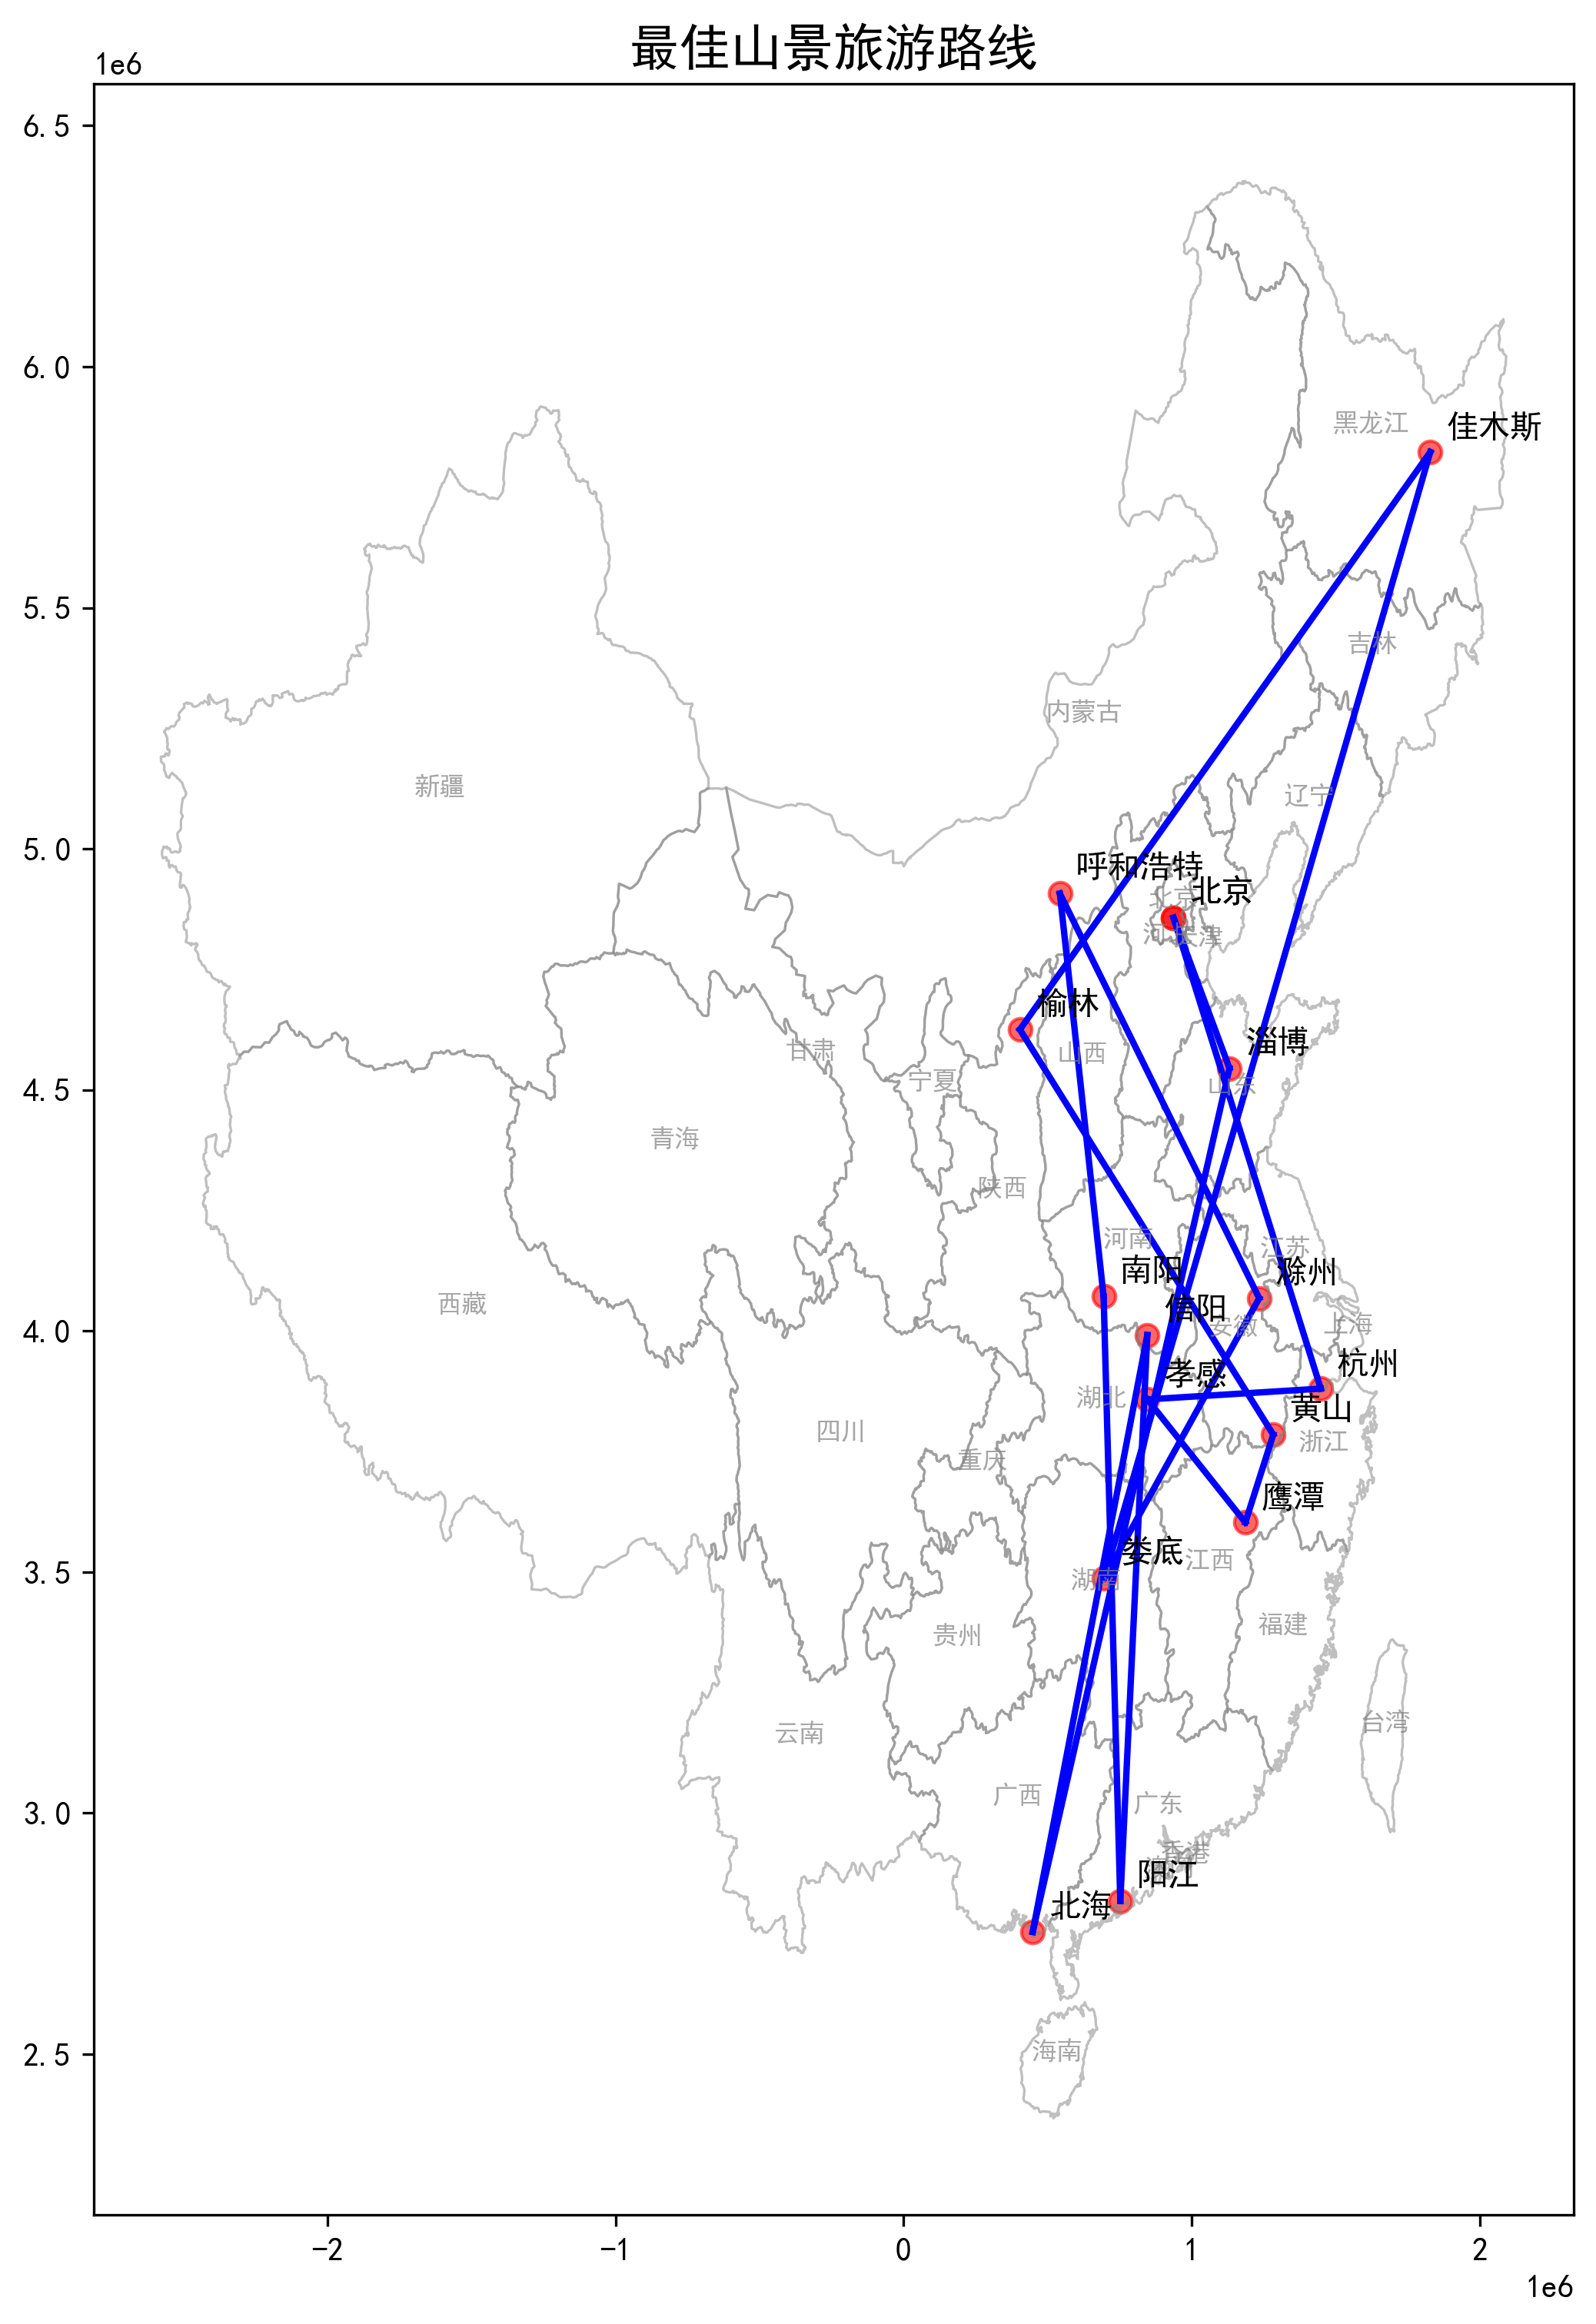 最佳山景旅游路线
1e6
6.5
6.0
5.5
5.0
4.5
4.0
3.5
3.0
2.5
黑龙江
佳木斯
吉林
内蒙古
新疆
辽宁
呼和浩特
北京
北京
河北
天津
榆林
山西
淄博
山东
甘肃
宁夏
青海
陕西
河南
江苏
南阳
滁州
西藏
信阳
安徽
上海
杭州
孝感
湖北
黄山
浙江
四川
重庆
鹰潭
娄底
湖南
江西
贵州
福建
云南
台湾
广西
广东
香港
阳江
北海
海南
-2
-1
0
1
2
1e6